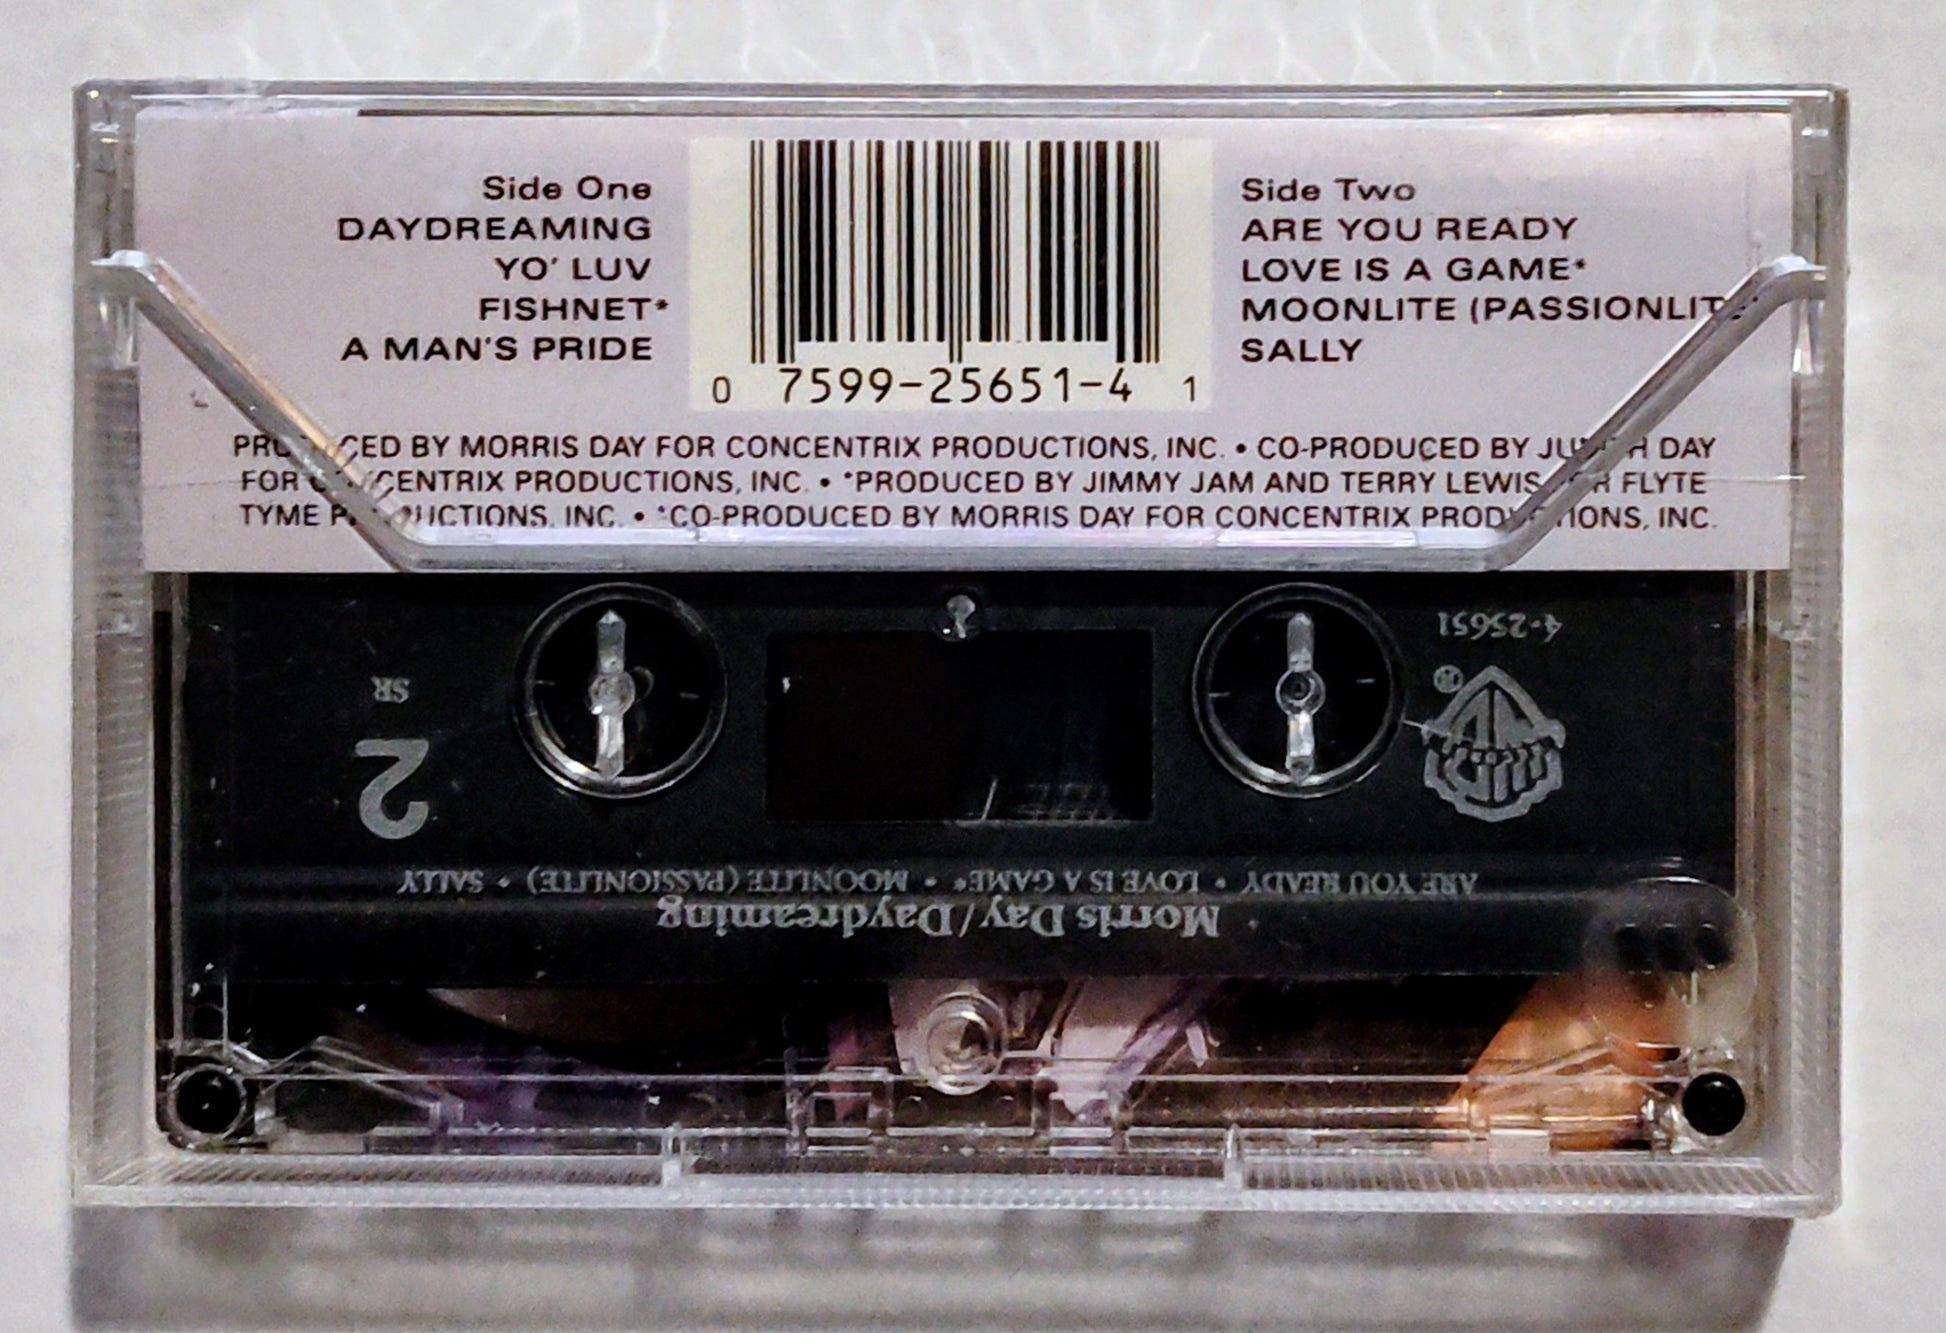 Side One
DAYDREAMING
YO' LUV
FISHNET*
A MAN'S PRIDE
0 7599-25651-4 1
Side Two
ARE YOU READY
LOVE IS A GAME*
MOONLITE (PASSIONLITE)
SALLY
PRODUCED BY MORRIS DAY FOR CONCENTRIX PRODUCTIONS, INC. • CO-PRODUCED BY JUDITH DAY
FOR CONCENTRIX PRODUCTIONS, INC. • *PRODUCED BY JIMMY JAM AND TERRY LEWIS FOR FLYTE
TYME PRODUCTIONS, INC. • *CO-PRODUCED BY MORRIS DAY FOR CONCENTRIX PRODUCTIONS, INC.
Morris Day/Daydreaming
ARE YOU READY • LOVE IS A GAME* • MOONLITE (PASSIONLITE) • SALLY
2
SR
4-25651